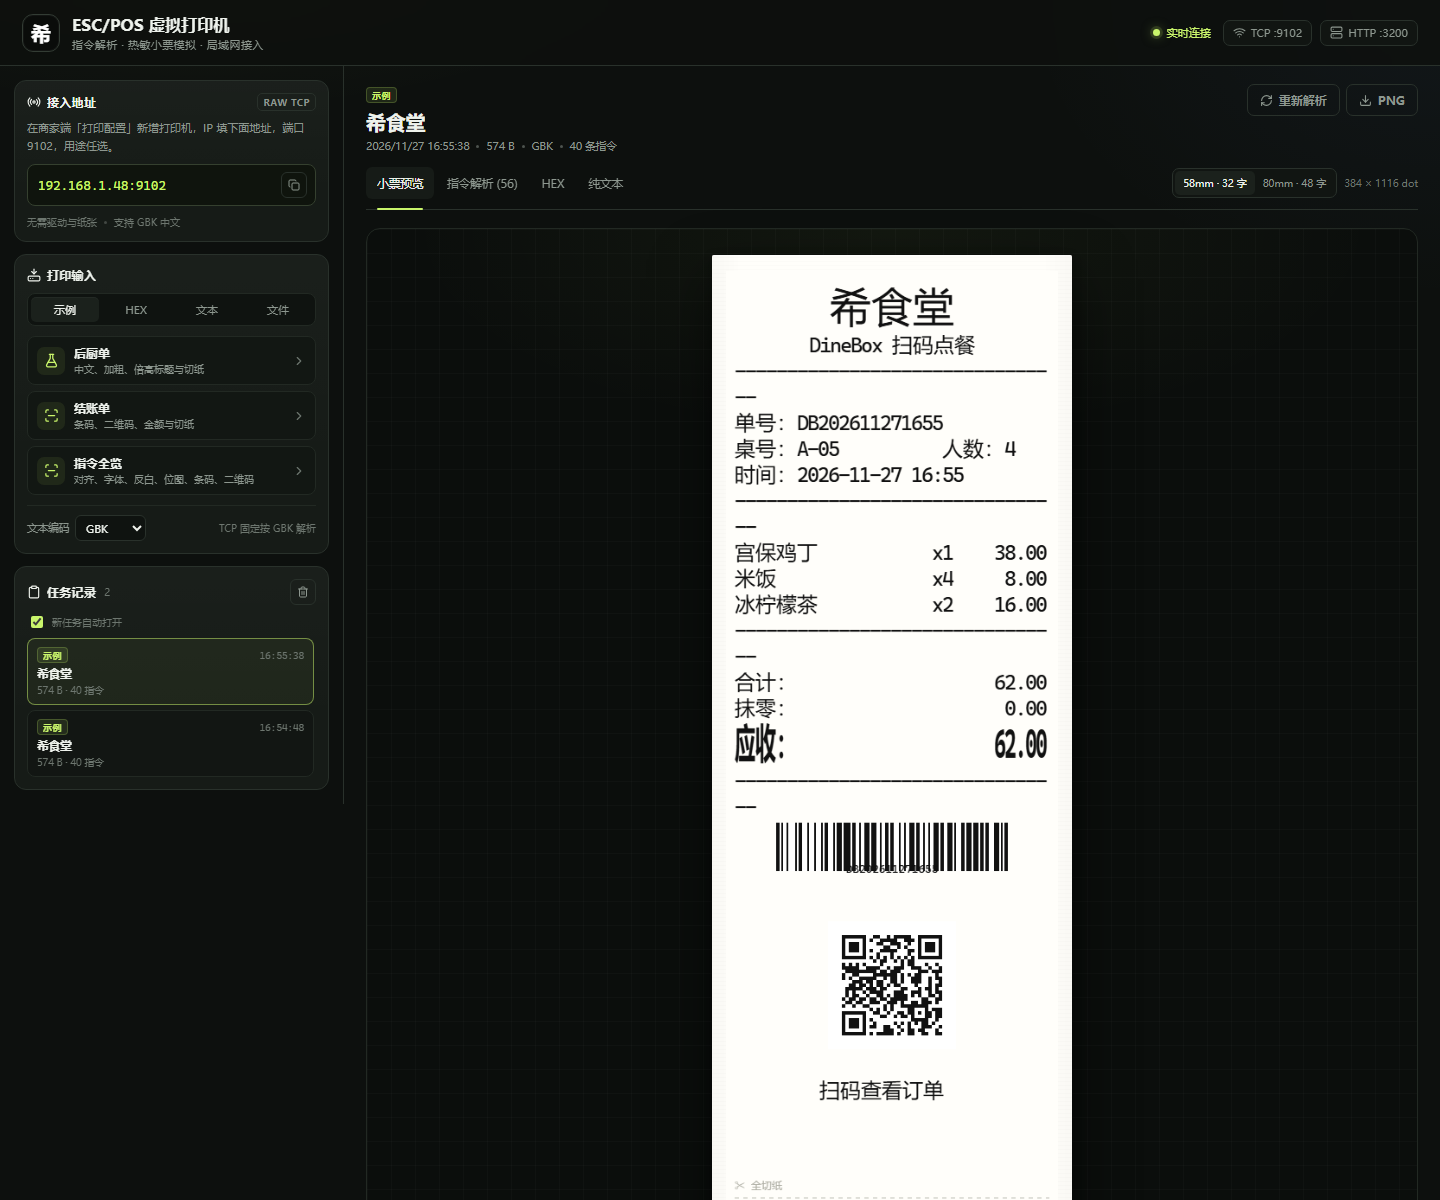 希
ESC/POS 虚拟打印机
指令解析 · 热敏小票模拟 · 局域网接入
实时连接
TCP :9102
HTTP :3200
接入地址
RAW TCP
在商家端「打印配置」新增打印机，IP 填下面地址，端口
9102，用途任选。
192.168.1.48:9102
无需驱动与纸张 • 支持 GBK 中文
打印输入
示例
HEX
文本
文件
后厨单
中文、加粗、倍高标题与切纸
结账单
条码、二维码、金额与切纸
指令全览
对齐、字体、反白、位图、条码、二维码
文本编码
GBK
TCP 固定按 GBK 解析
任务记录 2
新任务自动打开
示例
16:55:38
希食堂
574 B · 40 指令
示例
16:54:48
希食堂
574 B · 40 指令
示例
希食堂
2026/11/27 16:55:38 • 574 B • GBK • 40 条指令
重新解析
PNG
小票预览
指令解析 (56)
HEX
纯文本
58mm · 32 字
80mm · 48 字
384 × 1116 dot
希食堂
DineBox 扫码点餐
------------------------------
--
单号: DB202611271655
桌号: A-05 人数: 4
时间: 2026-11-27 16:55
------------------------------
--
宫保鸡丁 x1 38.00
米饭 x4 8.00
冰柠檬茶 x2 16.00
------------------------------
--
合计: 62.00
抹零: 0.00
应收: 62.00
------------------------------
--
DB202611271655
扫码查看订单
全切纸